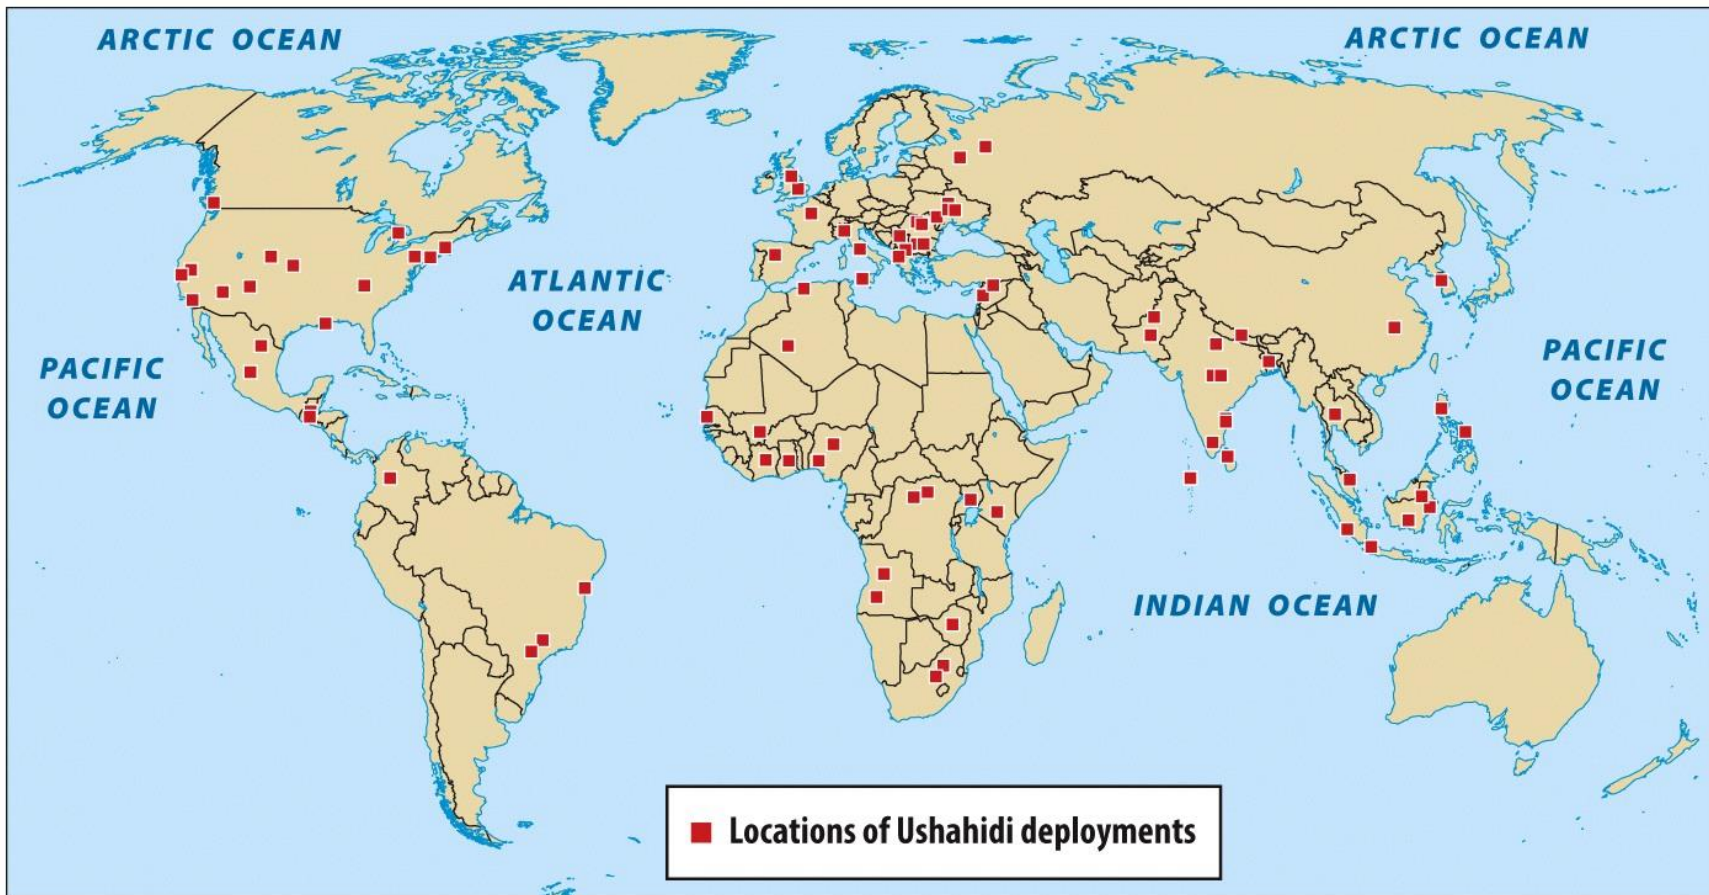 ARCTIC OCEAN
ARCTIC OCEAN
ATLANTIC
OCEAN
PACIFIC
OCEAN
PACIFIC
OCEAN
INDIAN OCEAN
Locations of Ushahidi deployments